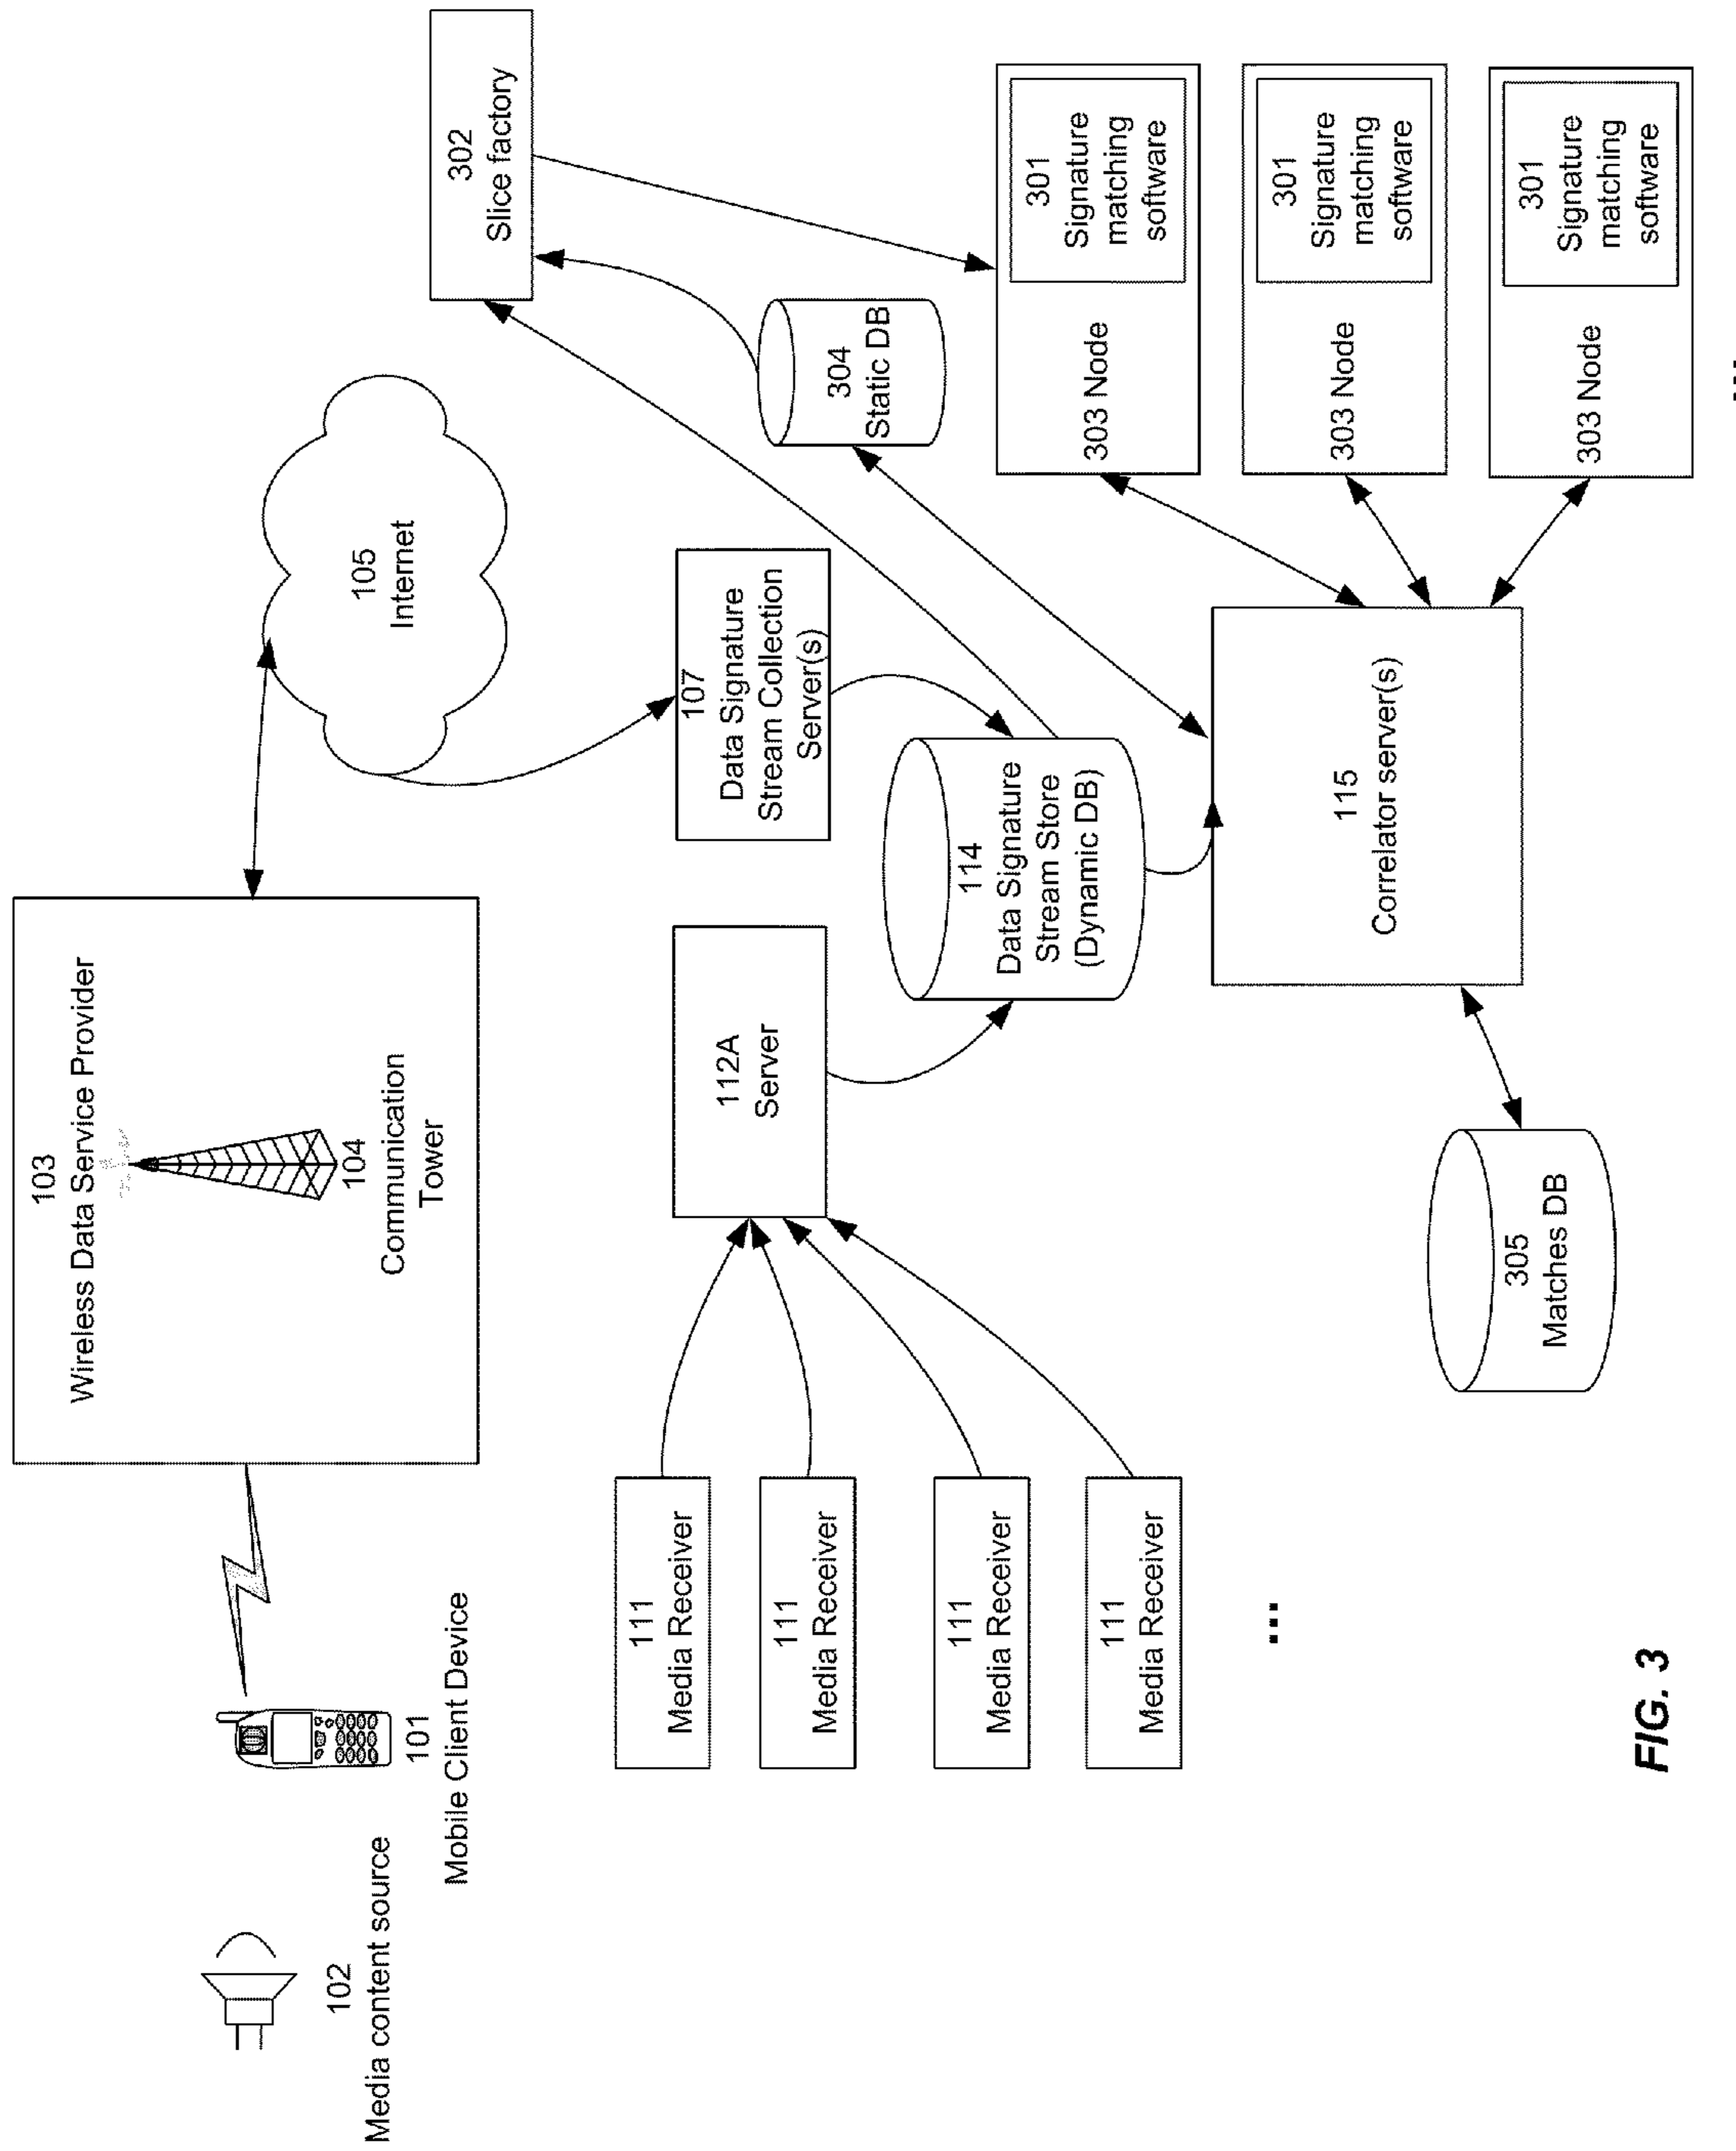 103
Wireless Data Service Provider
104
Communication
Tower
105
Internet
302
Slice factory
101
Mobile Client Device
102
Media content source
107
Data Signature
Stream Collection
Server(s)
112A
Server
111
Media Receiver
111
Media Receiver
111
Media Receiver
111
Media Receiver
...
114
Data Signature
Stream Store
(Dynamic DB)
304
Static DB
301
Signature
matching
software
303 Node
301
Signature
matching
software
303 Node
301
Signature
matching
software
303 Node
...
115
Correlator server(s)
305
Matches DB
FIG. 3